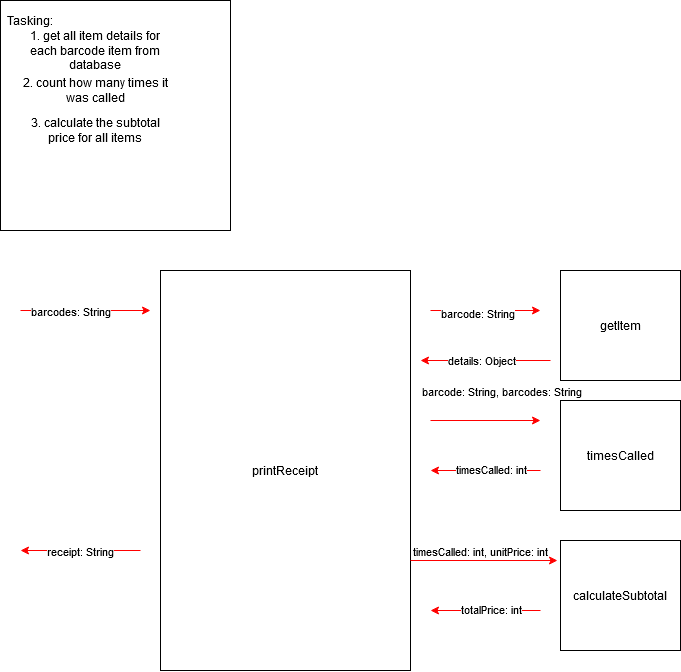 Tasking:
1. get all item details for
each barcode item from
database
2. count how many times it
was called
3. calculate the subtotal
price for all items
barcodes: String
barcode: String
getItem
details: Object
barcode: String, barcodes: String
timesCalled
printReceipt
timesCalled: int
receipt: String
timesCalled: int, unitPrice: int
calculateSubtotal
totalPrice: int